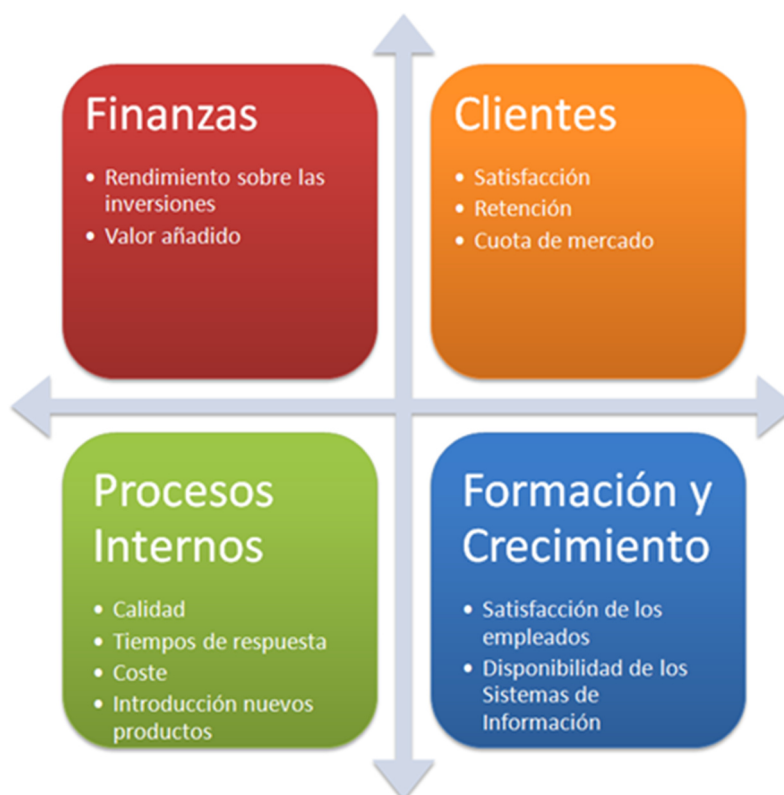 Finanzas
• Rendimiento sobre las
inversiones
• Valor añadido
Clientes
• Satisfacción
• Retención
• Cuota de mercado
Procesos
Internos
• Calidad
• Tiempos de respuesta
• Coste
• Introducción nuevos
productos
Formación y
Crecimiento
• Satisfacción de los
empleados
• Disponibilidad de los
Sistemas de
Información